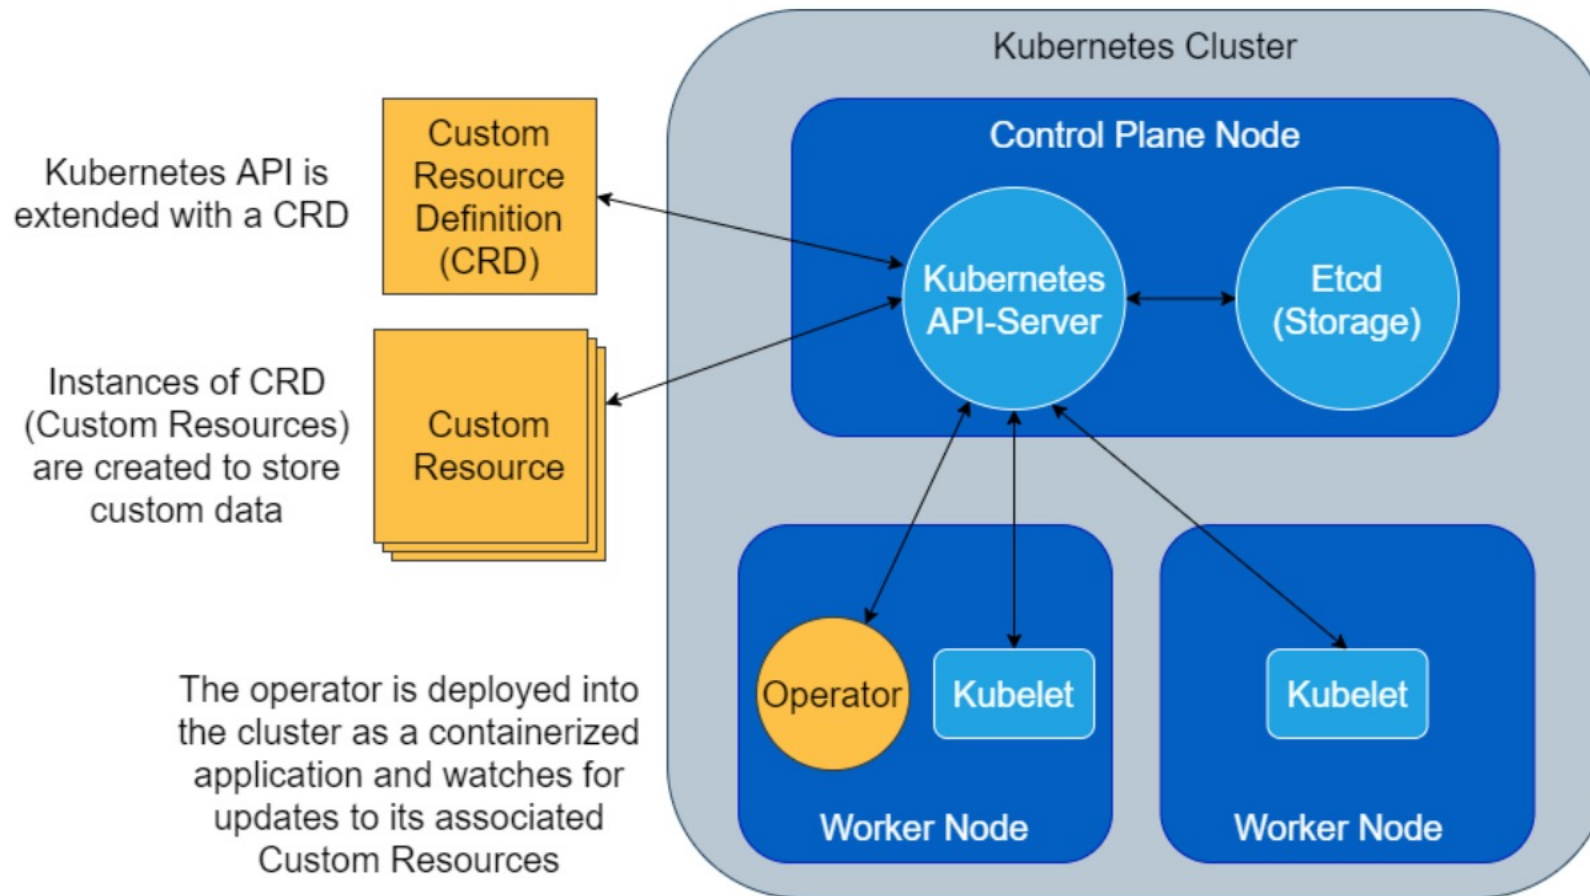 Kubernetes Cluster
Control Plane Node
Kubernetes API is
extended with a CRD
Custom
Resource
Definition
(CRD)
Kubernetes
API-Server
Etcd
(Storage)
Instances of CRD
(Custom Resources)
are created to store
custom data
Custom
Resource
The operator is deployed into
the cluster as a containerized
application and watches for
updates to its associated
Custom Resources
Operator
Kubelet
Worker Node
Kubelet
Worker Node